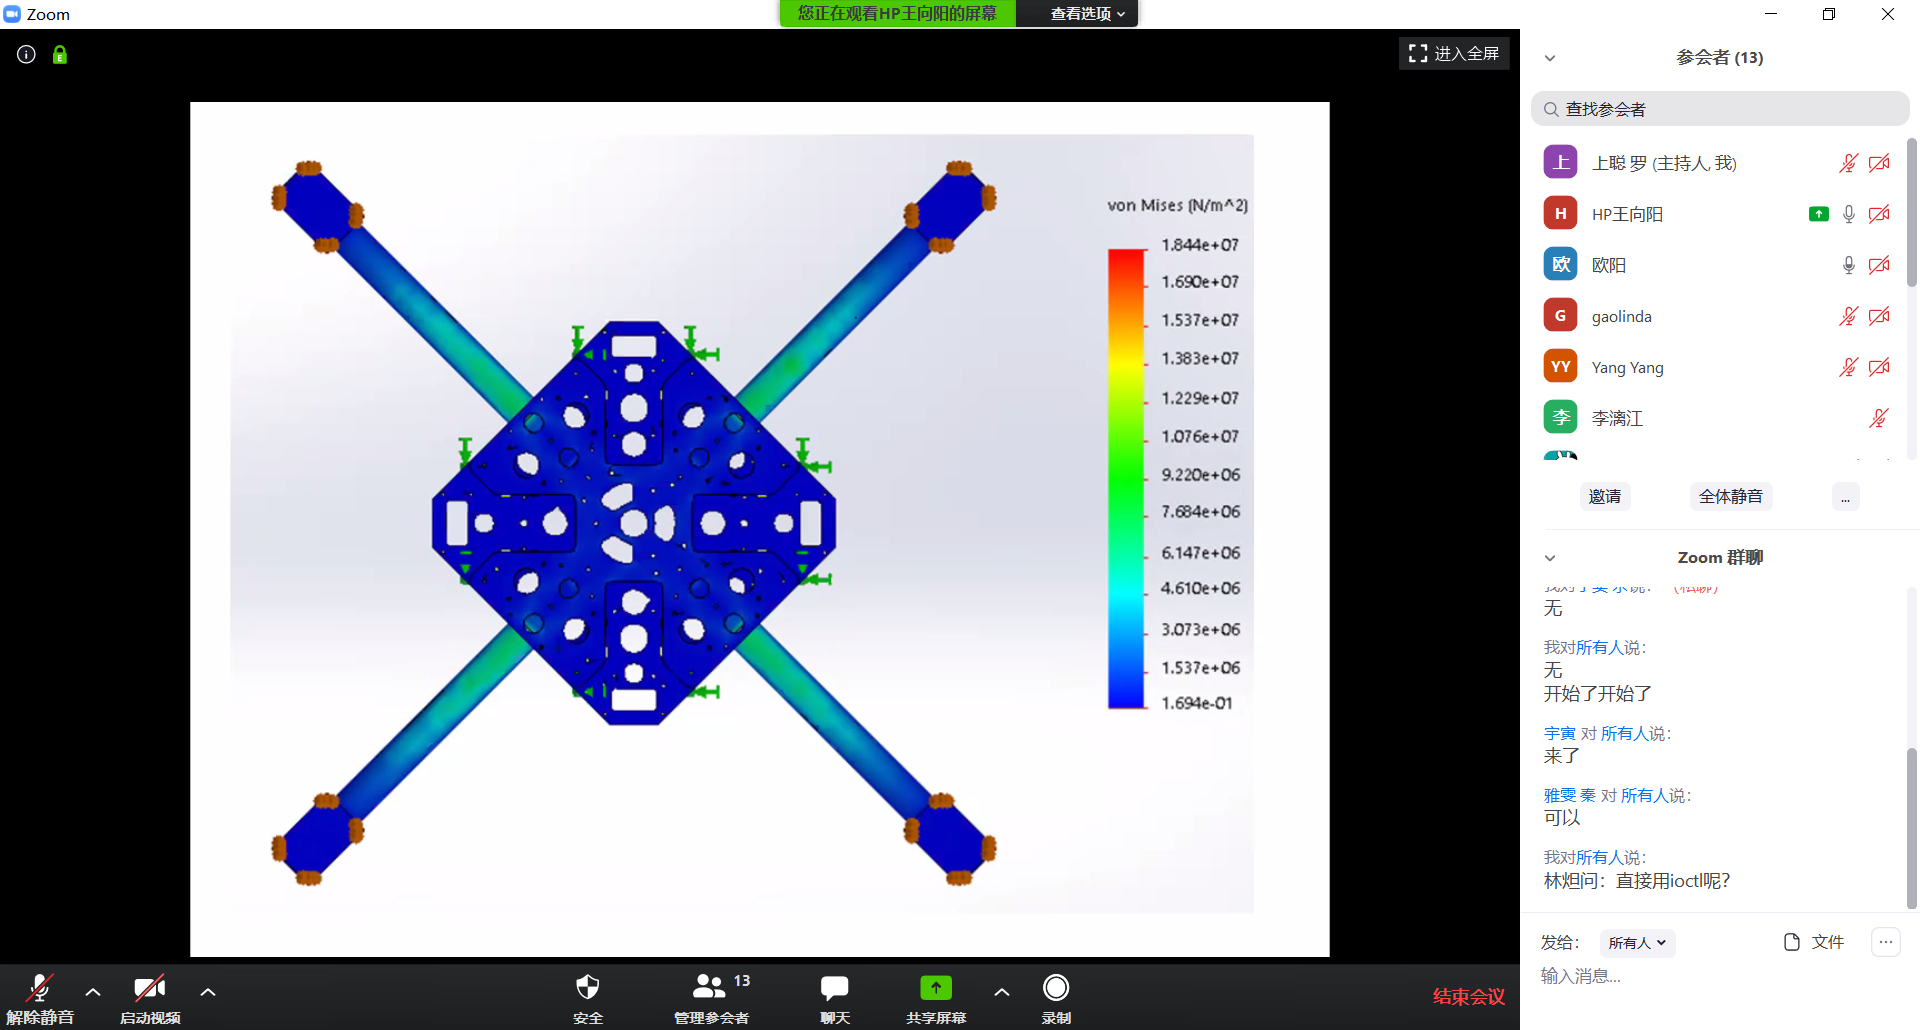 Zoom
您正在观看HP王向阳的屏幕
查看选项
进入全屏
von Mises (N/m^2)
1.844e+07
1.690e+07
1.537e+07
1.383e+07
1.229e+07
1.076e+07
9.220e+06
7.684e+06
6.147e+06
4.610e+06
3.073e+06
1.537e+06
1.694e-01
参会者 (13)
查找参会者
上 上聪 罗 (主持人, 我)
H HP王向阳
欧 欧阳
G gaolinda
YY Yang Yang
李 李漓江
邀请 全体静音 ...
Zoom 群聊
无
我对所有人说：
无
开始了开始了
宇寅 对 所有人说：
来了
雅雯 秦 对 所有人说：
可以
我对所有人说：
林炟问：直接用ioctl呢？
发给： 所有人 文件 ...
输入消息...
解除静音 启动视频 安全 管理参会者 13 聊天 共享屏幕 录制 结束会议